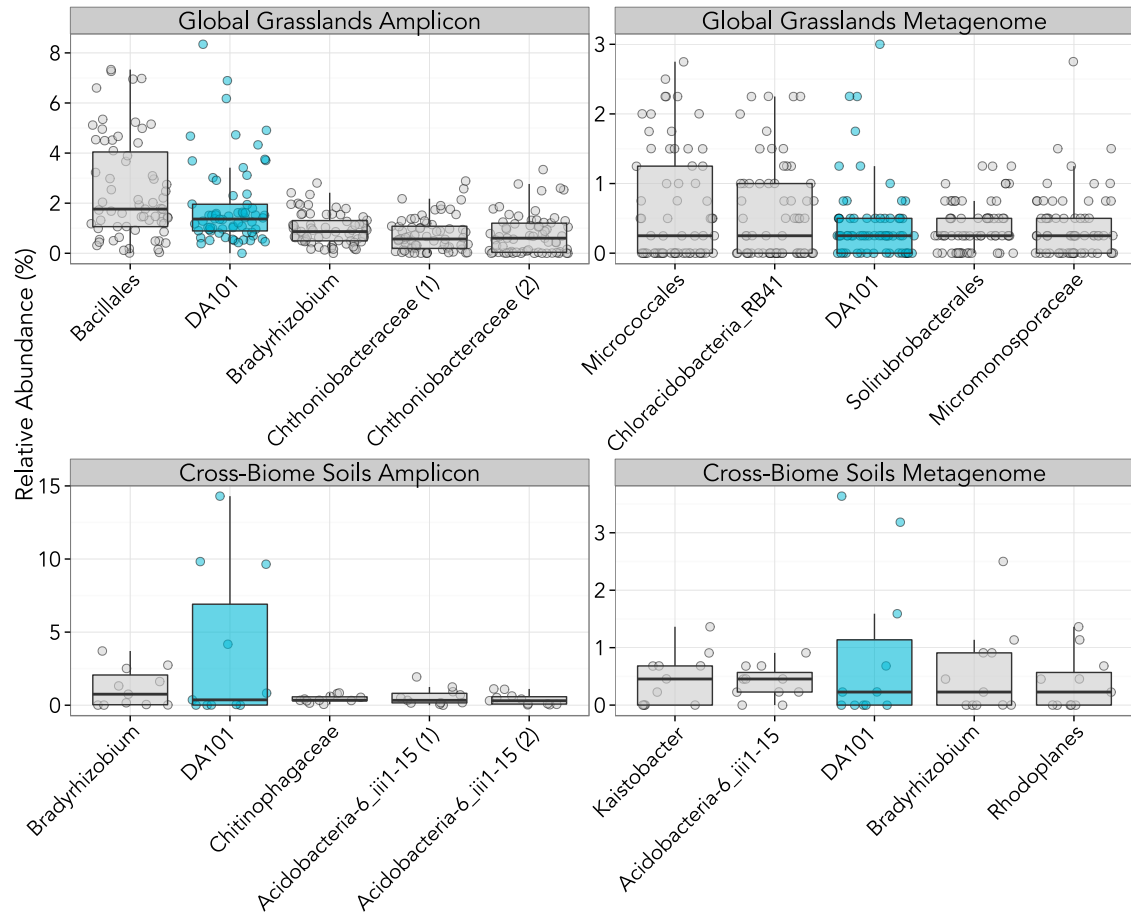 Global Grasslands Amplicon
Global Grasslands Metagenome
Relative Abundance (%)
8
6
4
2
0
3
2
1
0
Bacillales
DA101
Bradyrhizobium
Chthoniobacteraceae (1)
Chthoniobacteraceae (2)
Micrococcales
Chloracidobacteria_RB41
DA101
Solirubrobacterales
Micromonosporaceae
Cross-Biome Soils Amplicon
Cross-Biome Soils Metagenome
15
10
5
0
3
2
1
0
Bradyrhizobium
DA101
Chitinophagaceae
Acidobacteria-6_iii1-15 (1)
Acidobacteria-6_iii1-15 (2)
Kaistobacter
Acidobacteria-6_iii1-15
DA101
Bradyrhizobium
Rhodoplanes